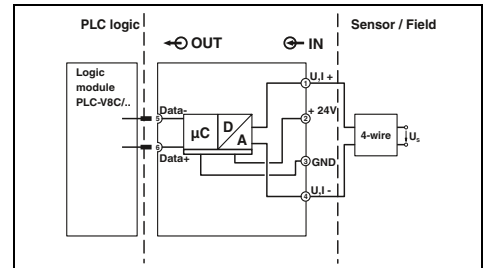 PLC logic
OUT
IN
Sensor / Field
Logic
module
PLC-V8C/..
U,I +
1
Data-
5
+ 24V
2
µC
D
A
4-wire
Us
6
Data+
3
GND
U,I -
4